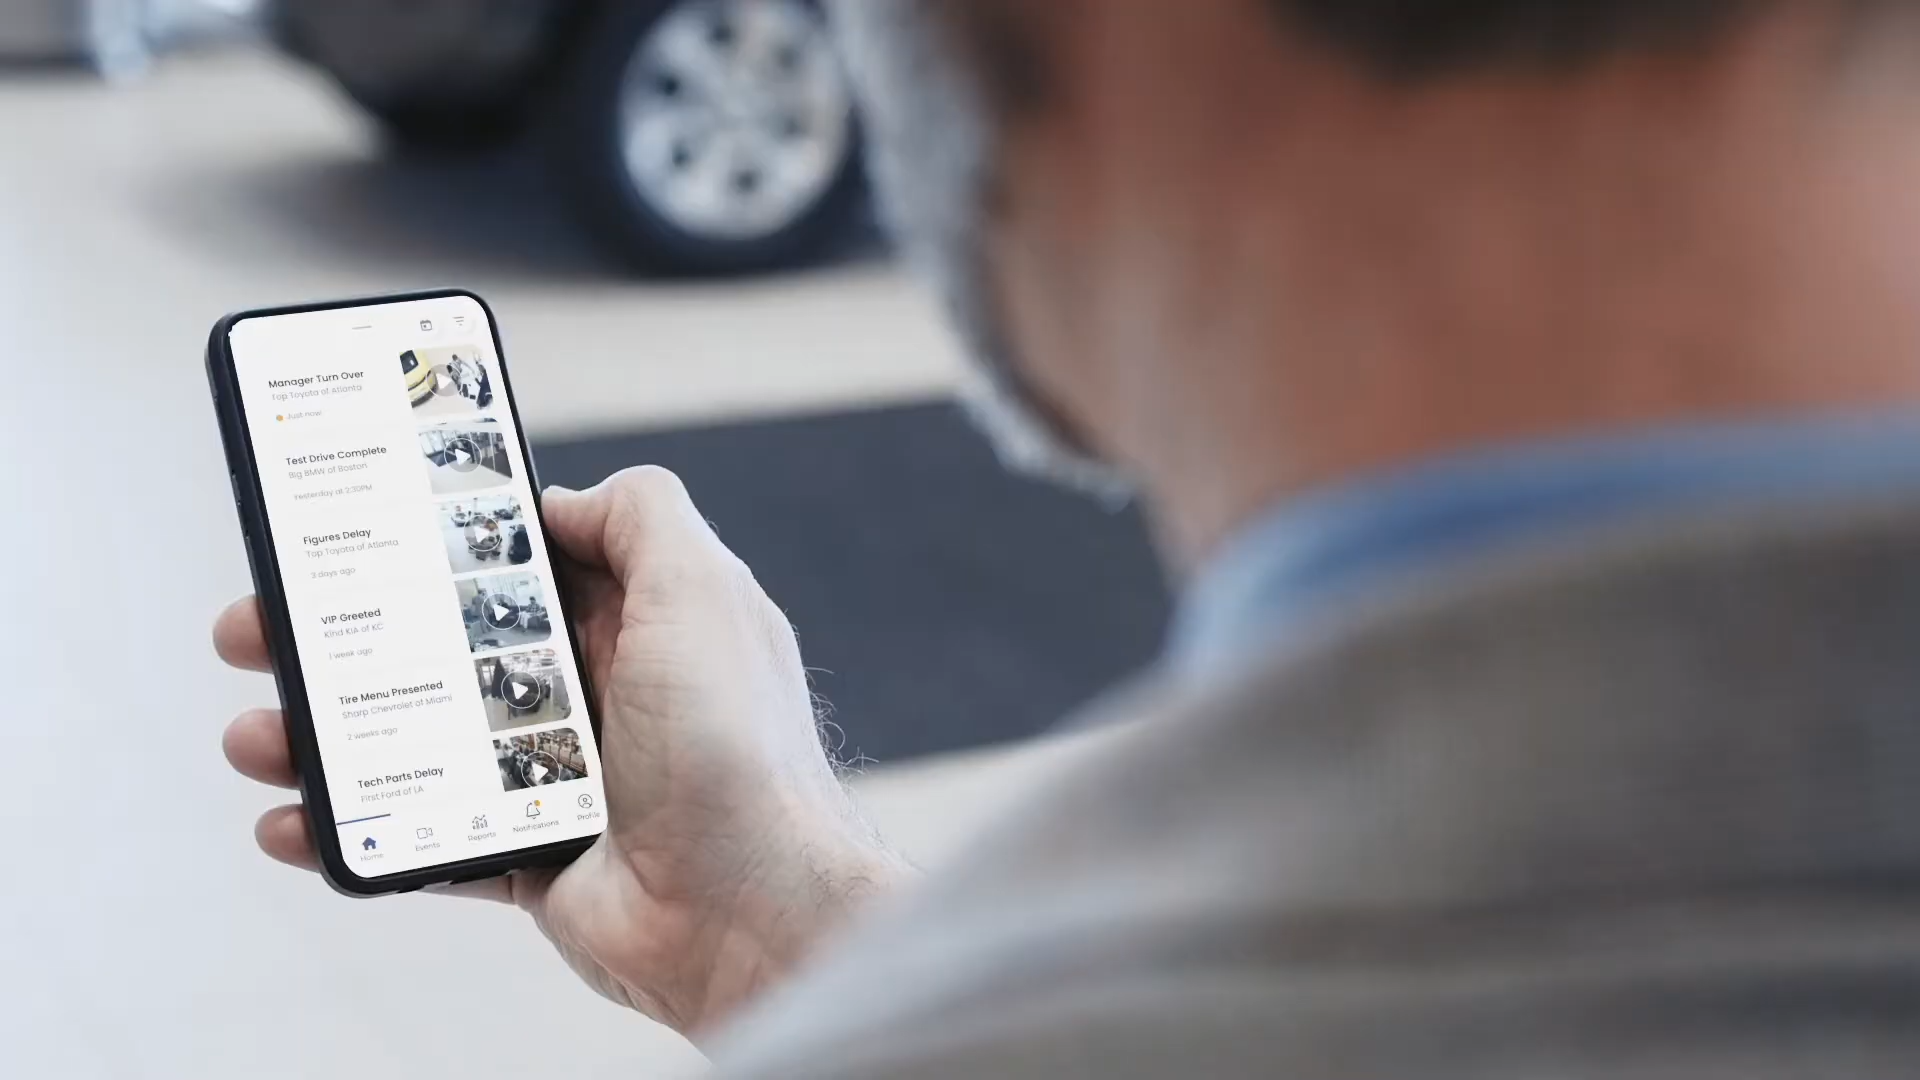 Manager Turn Over
Top Toyota of Atlanta
Just now
Test Drive Complete
Big BMW of Boston
Yesterday at 2:30PM
Figures Delay
Top Toyota of Atlanta
3 days ago
VIP Greeted
Kind KIA of KC
1 week ago
Tire Menu Presented
Sharp Chevrolet of Miami
2 weeks ago
Tech Parts Delay
First Ford of LA
Home
Events
Reports
Notifications
Profile